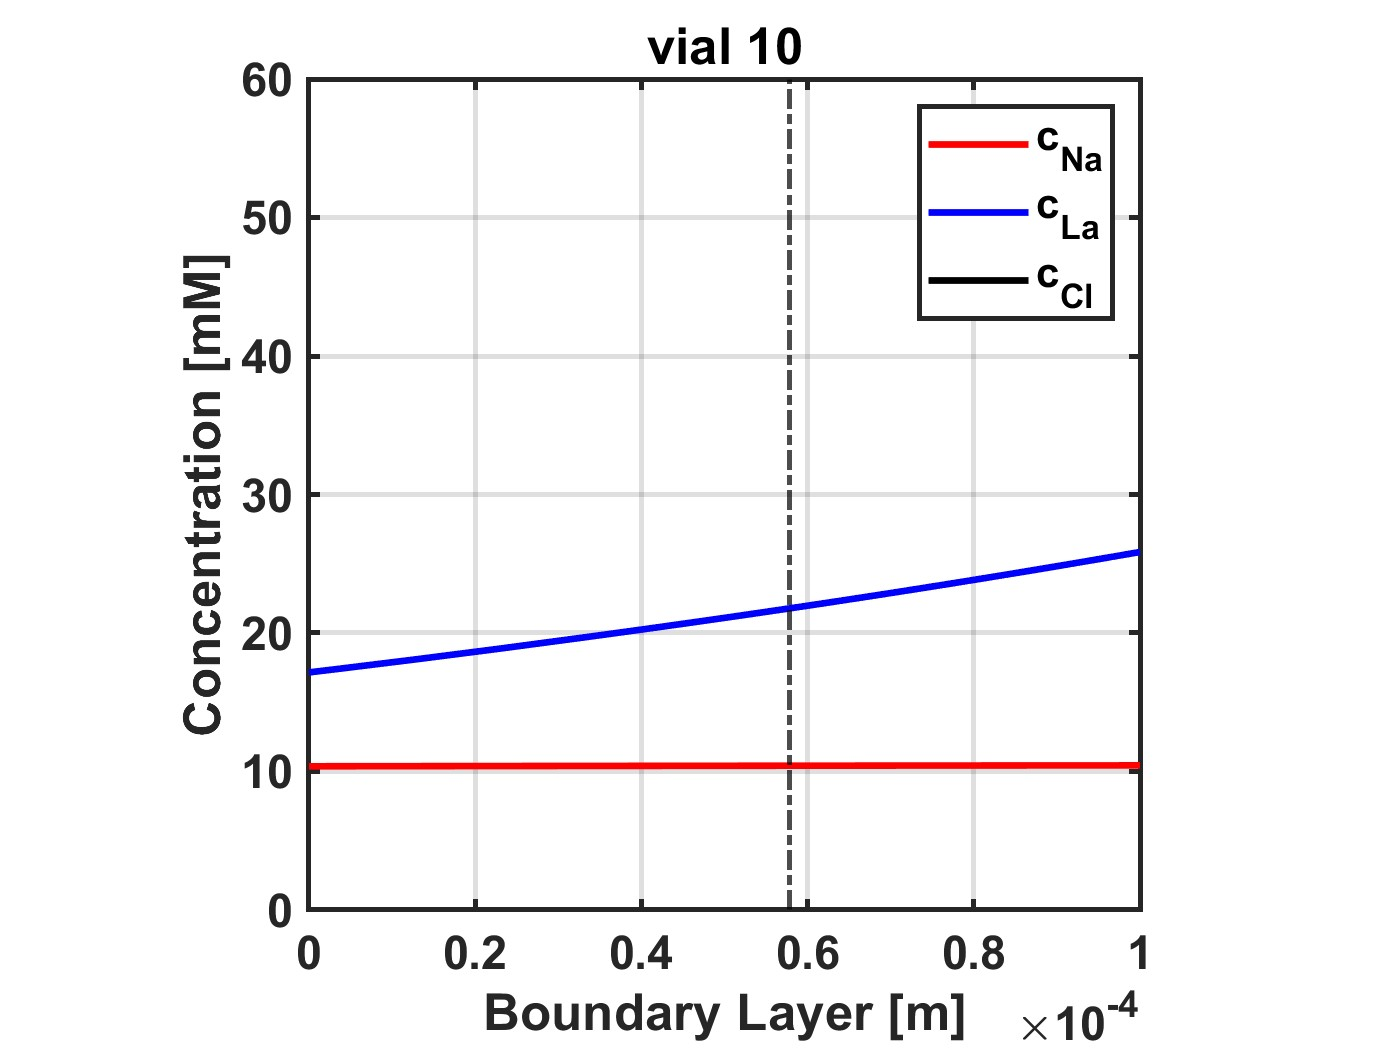 vial 10
60
50
40
30
20
10
0
Concentration [mM]
c_Na
c_La
c_Cl
0 0.2 0.4 0.6 0.8 1
Boundary Layer [m] ×10^-4